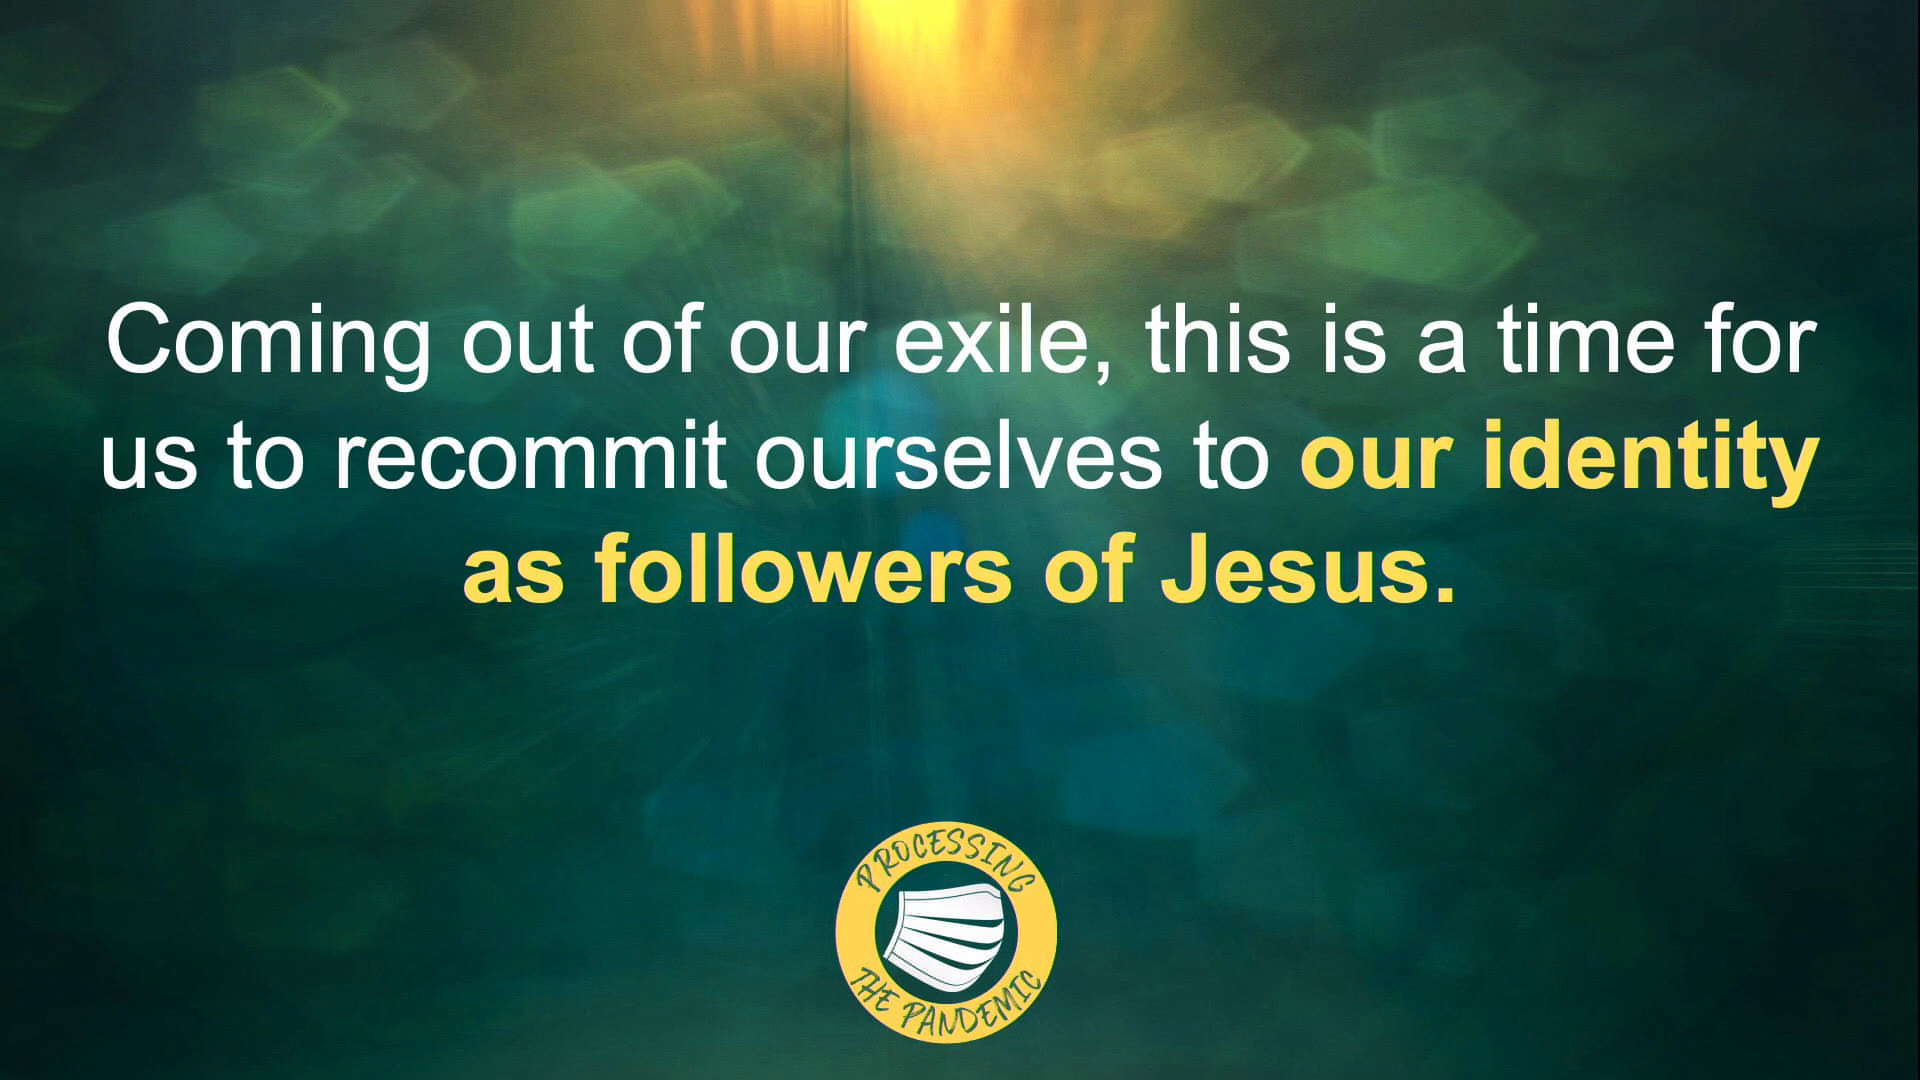 Coming out of our exile, this is a time for
us to recommit ourselves to our identity
as followers of Jesus.
PROCESSING
THE PANDEMIC